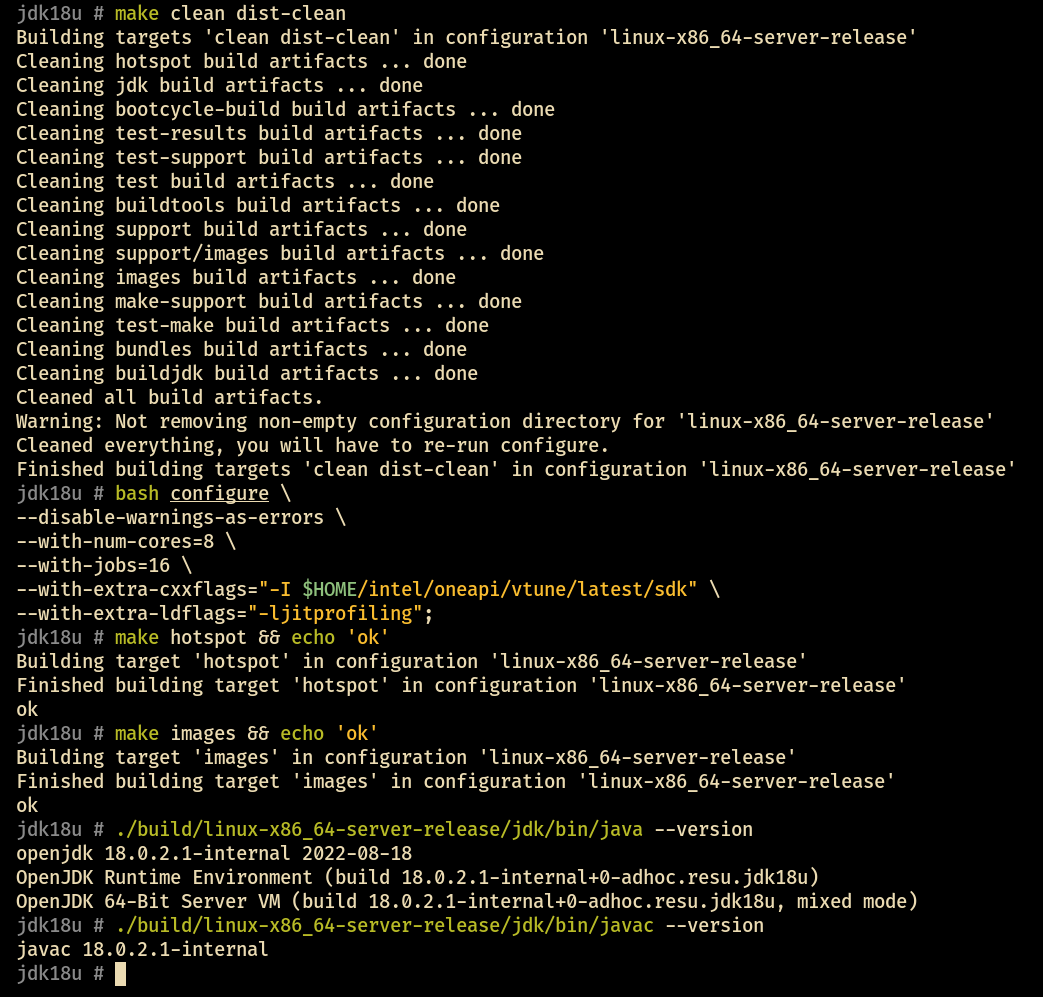 jdk18u # make clean dist-clean
Building targets 'clean dist-clean' in configuration 'linux-x86_64-server-release'
Cleaning hotspot build artifacts ... done
Cleaning jdk build artifacts ... done
Cleaning bootcycle-build build artifacts ... done
Cleaning test-results build artifacts ... done
Cleaning test-support build artifacts ... done
Cleaning test build artifacts ... done
Cleaning buildtools build artifacts ... done
Cleaning support build artifacts ... done
Cleaning support/images build artifacts ... done
Cleaning images build artifacts ... done
Cleaning make-support build artifacts ... done
Cleaning test-make build artifacts ... done
Cleaning bundles build artifacts ... done
Cleaning buildjdk build artifacts ... done
Cleaned all build artifacts.
Warning: Not removing non-empty configuration directory for 'linux-x86_64-server-release'
Cleaned everything, you will have to re-run configure.
Finished building targets 'clean dist-clean' in configuration 'linux-x86_64-server-release'
jdk18u # bash configure \
--disable-warnings-as-errors \
--with-num-cores=8 \
--with-jobs=16 \
--with-extra-cxxflags="-I $HOME/intel/oneapi/vtune/latest/sdk" \
--with-extra-ldflags="-ljitprofiling";
jdk18u # make hotspot && echo 'ok'
Building target 'hotspot' in configuration 'linux-x86_64-server-release'
Finished building target 'hotspot' in configuration 'linux-x86_64-server-release'
ok
jdk18u # make images && echo 'ok'
Building target 'images' in configuration 'linux-x86_64-server-release'
Finished building target 'images' in configuration 'linux-x86_64-server-release'
ok
jdk18u # ./build/linux-x86_64-server-release/jdk/bin/java --version
openjdk 18.0.2.1-internal 2022-08-18
OpenJDK Runtime Environment (build 18.0.2.1-internal+0-adhoc.resu.jdk18u)
OpenJDK 64-Bit Server VM (build 18.0.2.1-internal+0-adhoc.resu.jdk18u, mixed mode)
jdk18u # ./build/linux-x86_64-server-release/jdk/bin/javac --version
javac 18.0.2.1-internal
jdk18u #